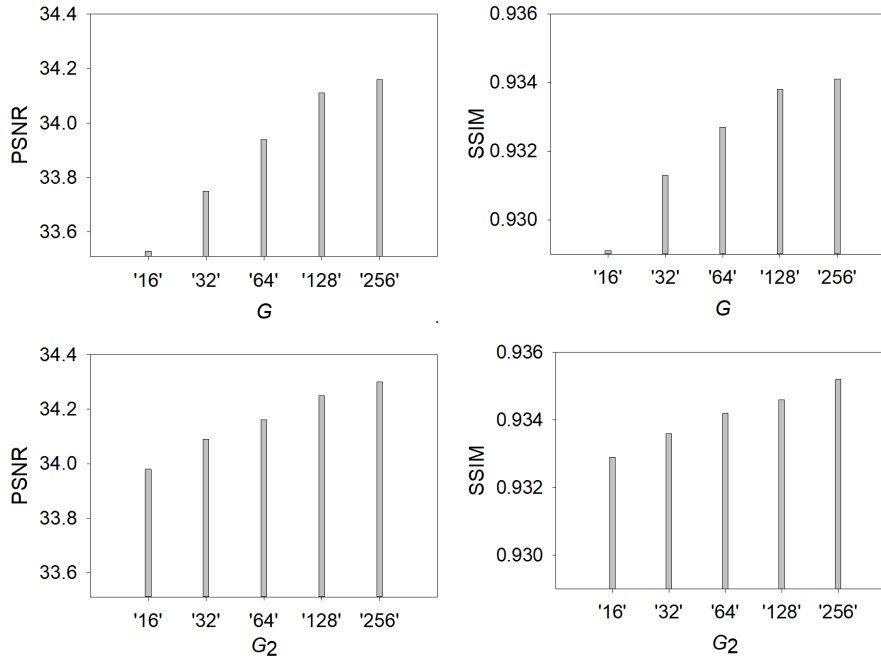 34.4
34.2
34.0
33.8
33.6
PSNR
'16' '32' '64' '128' '256'
G
0.936
0.934
0.932
0.930
SSIM
'16' '32' '64' '128' '256'
G
.
34.4
34.2
34.0
33.8
33.6
PSNR
'16' '32' '64' '128' '256'
G2
0.936
0.934
0.932
0.930
SSIM
'16' '32' '64' '128' '256'
G2